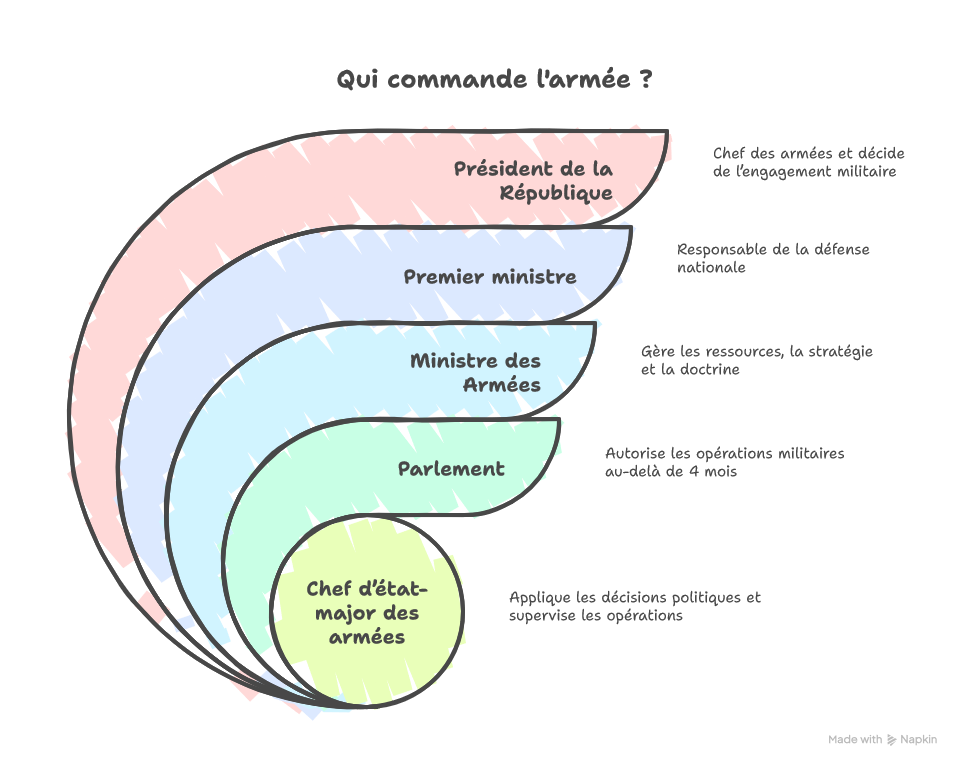 Qui commande l'armée ?
Président de la
République
Chef des armées et décide
de l'engagement militaire
Premier ministre
Responsable de la défense
nationale
Ministre des
Armées
Gère les ressources, la stratégie
et la doctrine
Parlement
Autorise les opérations militaires
au-delà de 4 mois
Chef d'état-
major des
armées
Applique les décisions politiques et
supervise les opérations
Made with Napkin